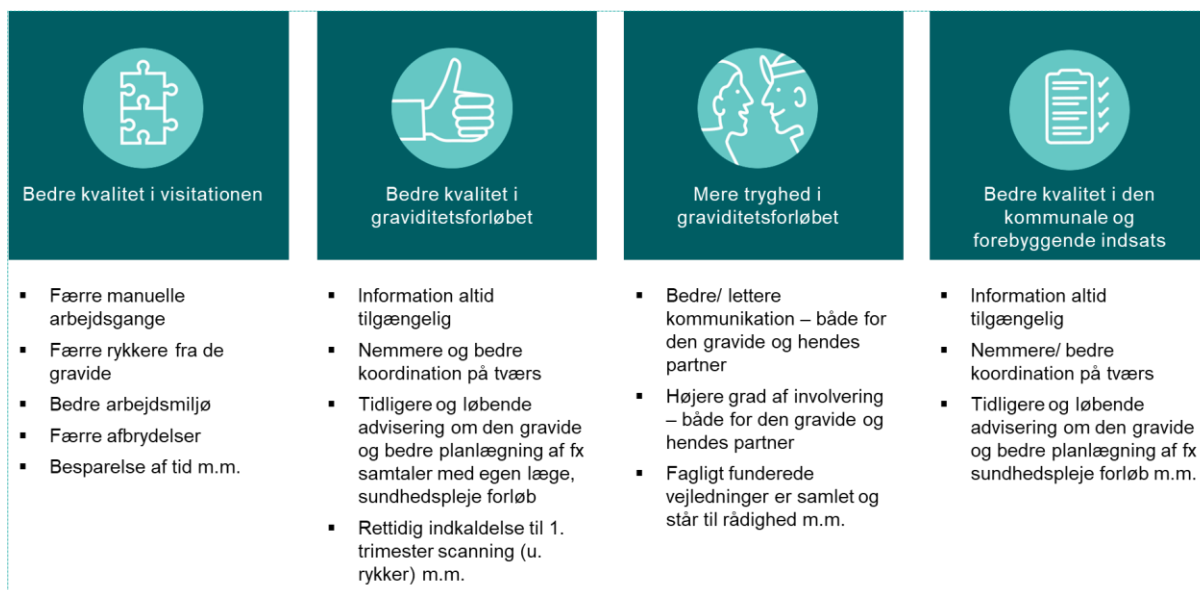 Bedre kvalitet i visitationen
▪ Færre manuelle
arbejdsgange
▪ Færre rykkere fra de
gravide
▪ Bedre arbejdsmiljø
▪ Færre afbrydelser
▪ Besparelse af tid m.m.
Bedre kvalitet i
graviditetsforløbet
▪ Information altid
tilgængelig
▪ Nemmere og bedre
koordination på tværs
▪ Tidligere og løbende
advisering om den gravide
og bedre planlægning af fx
samtaler med egen læge,
sundhedspleje forløb
▪ Rettidig indkaldelse til 1.
trimester scanning (u.
rykker) m.m.
Mere tryghed i
graviditetsforløbet
▪ Bedre/ lettere
kommunikation – både for
den gravide og hendes
partner
▪ Højere grad af involvering
– både for den gravide og
hendes partner
▪ Fagligt funderede
vejledninger er samlet og
står til rådighed m.m.
Bedre kvalitet i den
kommunale og
forebyggende indsats
▪ Information altid
tilgængelig
▪ Nemmere/ bedre
koordination på tværs
▪ Tidligere og løbende
advisering om den gravide
og bedre planlægning af fx
sundhedspleje forløb m.m.